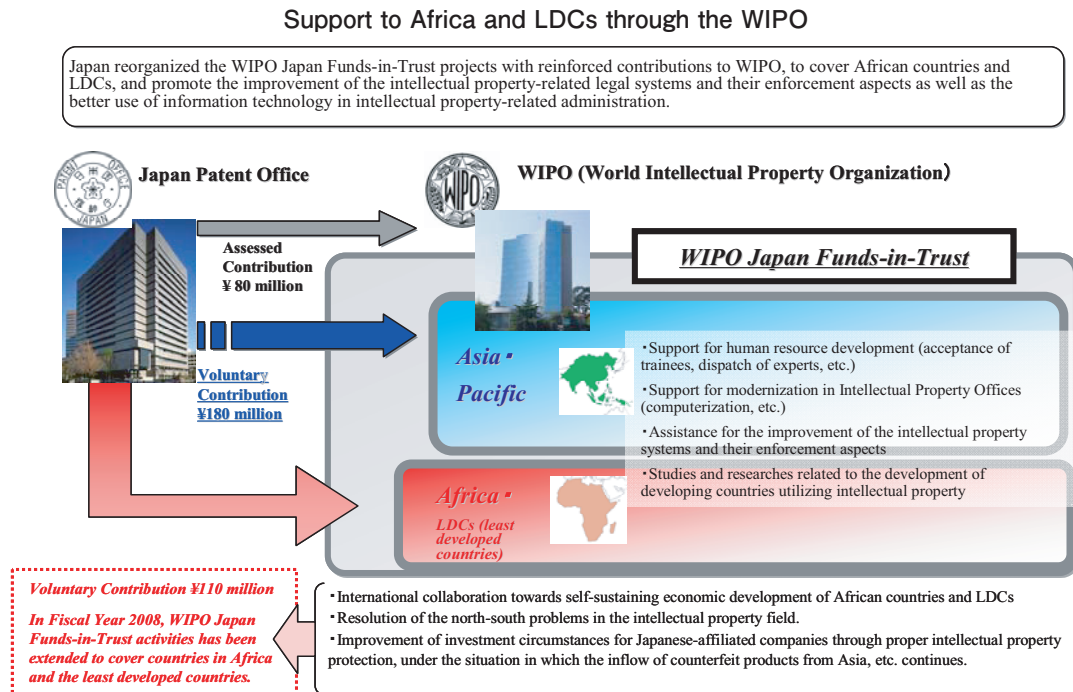 Support to Africa and LDCs through the WIPO
Japan reorganized the WIPO Japan Funds-in-Trust projects with reinforced contributions to WIPO, to cover African countries and
LDCs, and promote the improvement of the intellectual property-related legal systems and their enforcement aspects as well as the
better use of information technology in intellectual property-related administration.
PATENT OFFICE
JAPAN
Japan Patent Office
WIPO
WIPO (World Intellectual Property Organization)
Assessed
Contribution
¥ 80 million
WIPO Japan Funds-in-Trust
Voluntary
Contribution
¥180 million
Asia・
Pacific
・Support for human resource development (acceptance of
trainees, dispatch of experts, etc.)
・Support for modernization in Intellectual Property Offices
(computerization, etc.)
・Assistance for the improvement of the intellectual property
systems and their enforcement aspects
・Studies and researches related to the development of
developing countries utilizing intellectual property
Africa・
LDCs (least
developed
countries)
Voluntary Contribution ¥110 million
In Fiscal Year 2008, WIPO Japan
Funds-in-Trust activities has been
extended to cover countries in Africa
and the least developed countries.
・International collaboration towards self-sustaining economic development of African countries and LDCs
・Resolution of the north-south problems in the intellectual property field.
・Improvement of investment circumstances for Japanese-affiliated companies through proper intellectual property
protection, under the situation in which the inflow of counterfeit products from Asia, etc. continues.